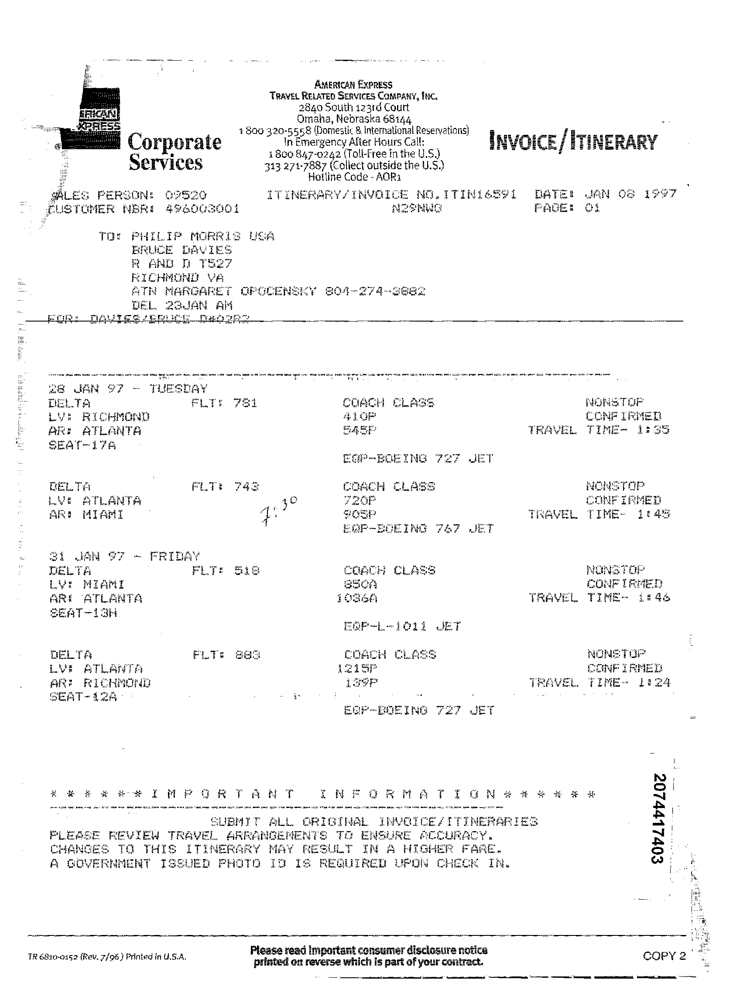 AMERICAN EXPRESS
TRAVEL RELATED SERVICES COMPANY, INC.
2840 South 123rd Court
Omaha, Nebraska 68144
1 800 320-5558 (Domestic & International Reservations)
In Emergency After Hours Call:
1 800 847-0242 (Toll-Free in the U.S.)
313 271-7887 (Collect outside the U.S.)
Hotline Code - AOR1
ERICAN
XPRESS
Corporate
Services
INVOICE/ITINERARY
SALES PERSON: 09520 ITINERARY/INVOICE NO. ITIN16591 DATE: JAN 08 1997
CUSTOMER NBR: 496003001 N29NWG PAGE: 01
TO: PHILIP MORRIS USA
BRUCE DAVIES
R AND D T527
RICHMOND VA
ATN MARGARET OPOCENSKY 804-274-3882
DEL 23JAN AM
FOR: DAVIES/BRUCE D#02R2
28 JAN 97 - TUESDAY
DELTA FLT: 781 COACH CLASS NONSTOP
LV: RICHMOND 410P CONFIRMED
AR: ATLANTA 545P TRAVEL TIME- 1:35
SEAT-17A
EQP-BOEING 727 JET
DELTA FLT: 743 COACH CLASS NONSTOP
LV: ATLANTA 7:30 720P CONFIRMED
AR: MIAMI 905P TRAVEL TIME- 1:45
EQP-BOEING 767 JET
31 JAN 97 - FRIDAY
DELTA FLT: 518 COACH CLASS NONSTOP
LV: MIAMI 850A CONFIRMED
AR: ATLANTA 1036A TRAVEL TIME- 1:46
SEAT-13H
EQP-L-1011 JET
DELTA FLT: 883 COACH CLASS NONSTOP
LV: ATLANTA 1215P CONFIRMED
AR: RICHMOND 139P TRAVEL TIME- 1:24
SEAT-12A
EQP-BOEING 727 JET
* * * * * * I M P O R T A N T I N F O R M A T I O N * * * * * *
SUBMIT ALL ORIGINAL INVOICE/ITINERARIES
PLEASE REVIEW TRAVEL ARRANGEMENTS TO ENSURE ACCURACY.
CHANGES TO THIS ITINERARY MAY RESULT IN A HIGHER FARE.
A GOVERNMENT ISSUED PHOTO ID IS REQUIRED UPON CHECK IN.
2074417403
TR 6810-0152 (Rev. 7/96) Printed in U.S.A.
Please read important consumer disclosure notice
printed on reverse which is part of your contract.
COPY 2